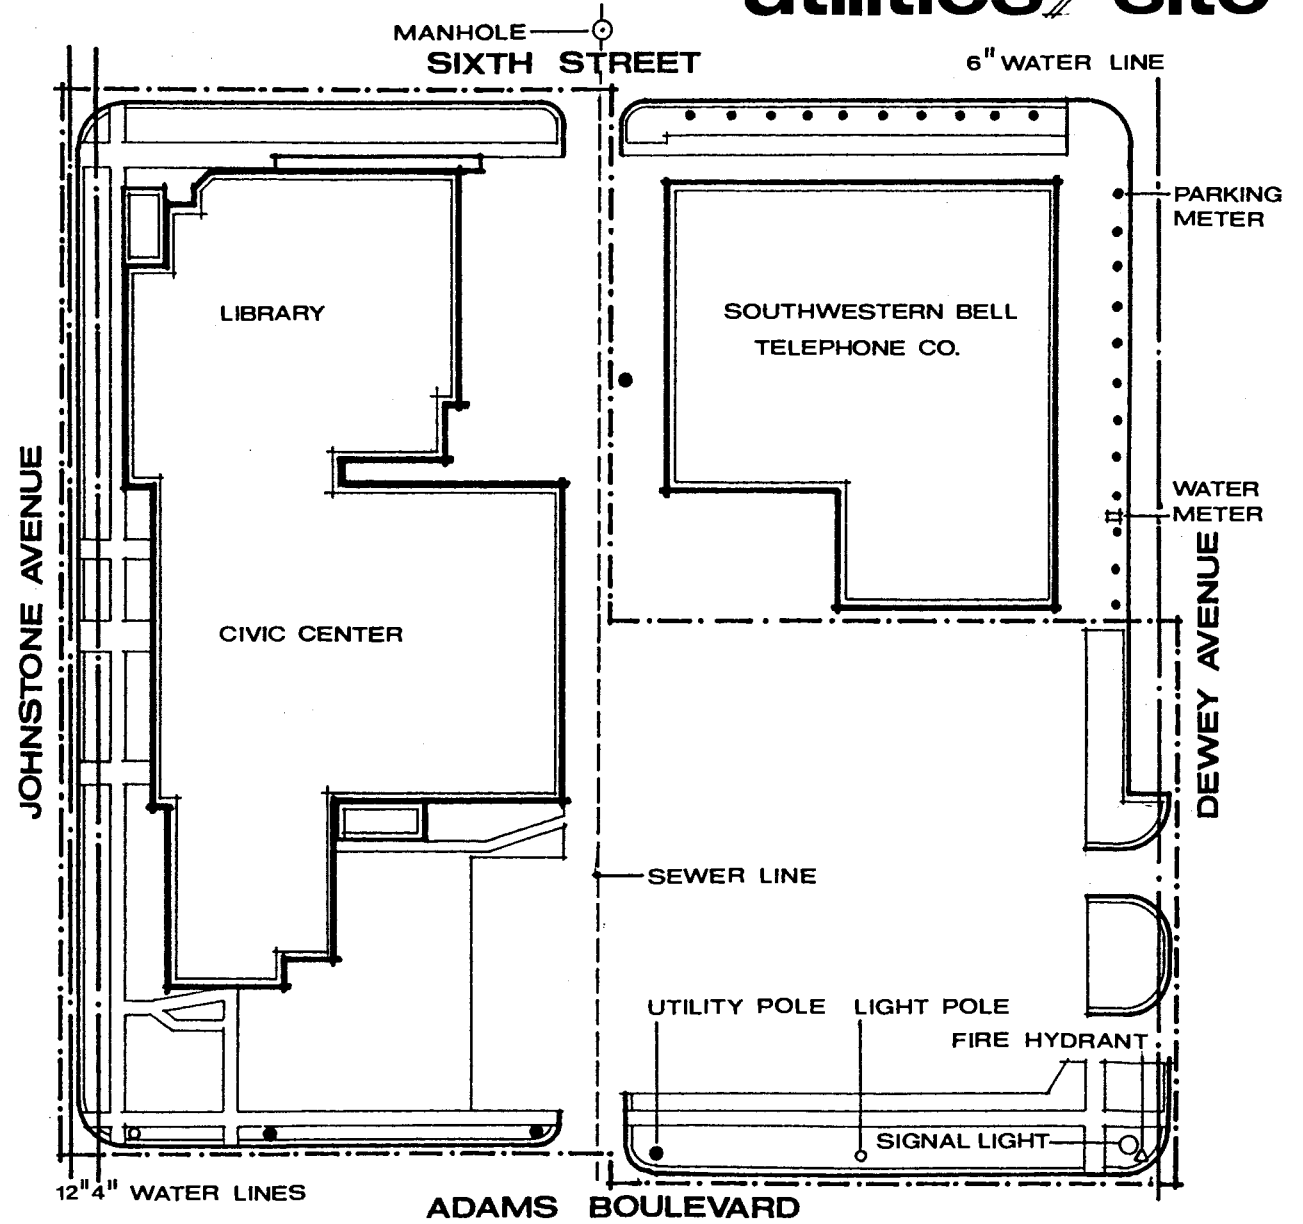 utilities/site
MANHOLE
SIXTH STREET
6" WATER LINE
PARKING
METER
LIBRARY
SOUTHWESTERN BELL
TELEPHONE CO.
WATER
METER
JOHNSTONE AVENUE
DEWEY AVENUE
CIVIC CENTER
SEWER LINE
UTILITY POLE
LIGHT POLE
FIRE HYDRANT
SIGNAL LIGHT
12" 4" WATER LINES
ADAMS BOULEVARD